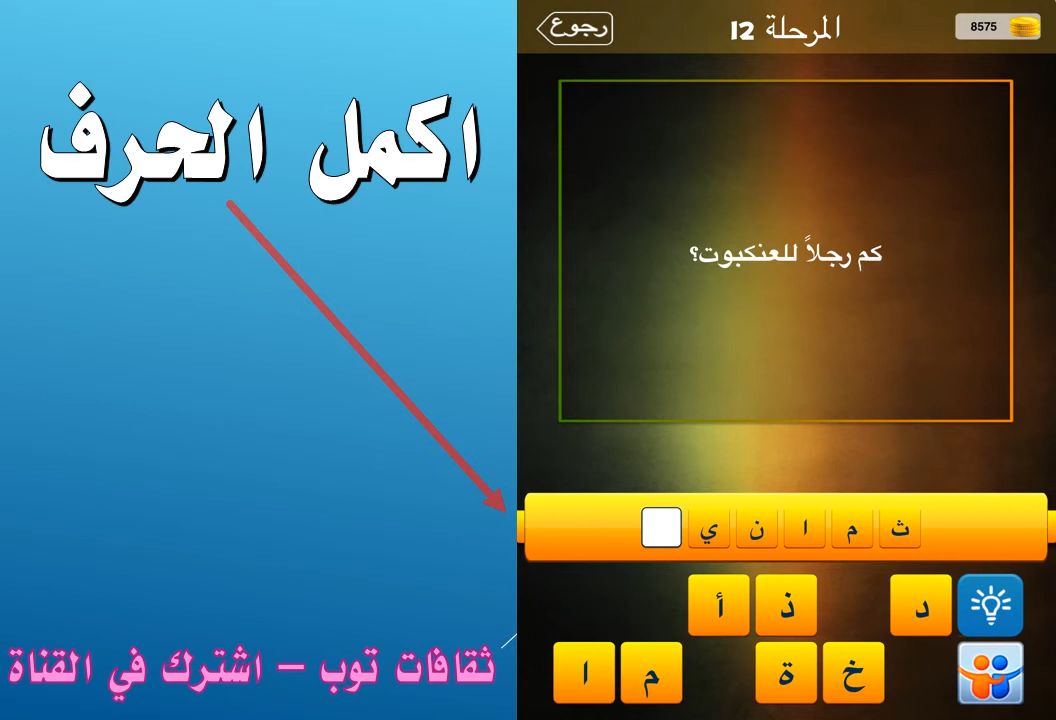 اكمل الحرف
ثقافات توب – اشترك في القناة
رجوع
المرحلة 12
8575
كم رجلاً للعنكبوت؟
ث م ا ن ي
د ذ أ
خ ة م ا